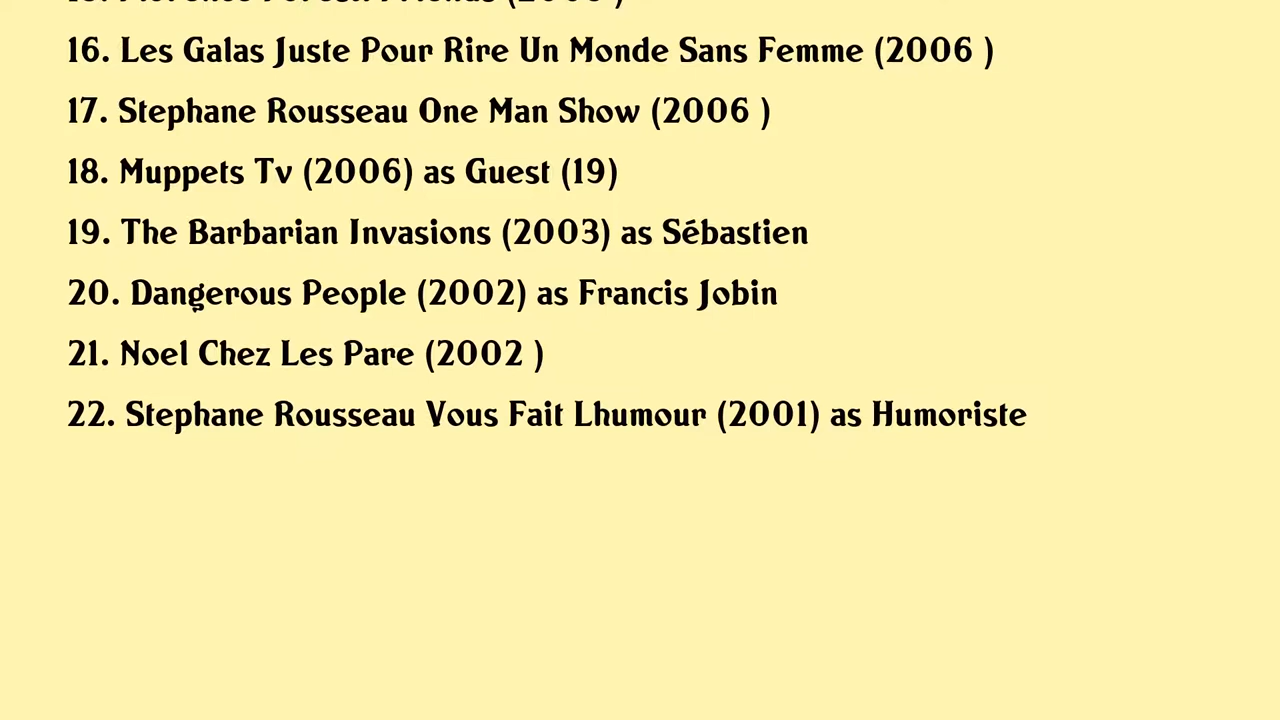 16. Les Galas Juste Pour Rire Un Monde Sans Femme (2006 )
17. Stephane Rousseau One Man Show (2006 )
18. Muppets Tv (2006) as Guest (19)
19. The Barbarian Invasions (2003) as Sébastien
20. Dangerous People (2002) as Francis Jobin
21. Noel Chez Les Pare (2002 )
22. Stephane Rousseau Vous Fait Lhumour (2001) as Humoriste